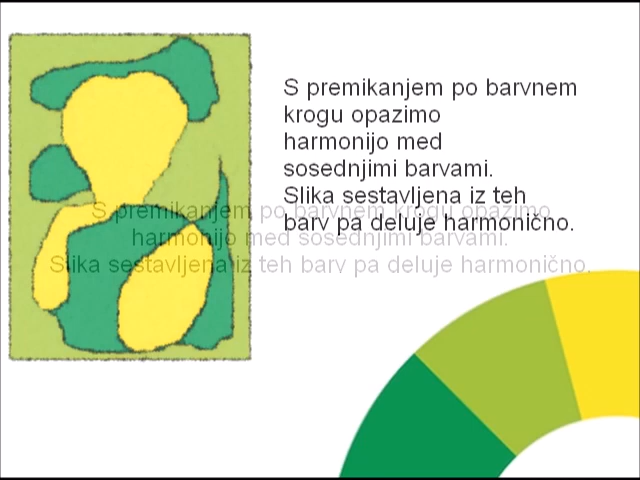 S premikanjem po barvnem
krogu opazimo
harmonijo med
sosednjimi barvami.
Slika sestavljena iz teh
barv pa deluje harmonično.
S premikanjem po barvnem krogu opazimo
harmonijo med sosednjimi barvami.
Slika sestavljena iz teh barv pa deluje harmonično.